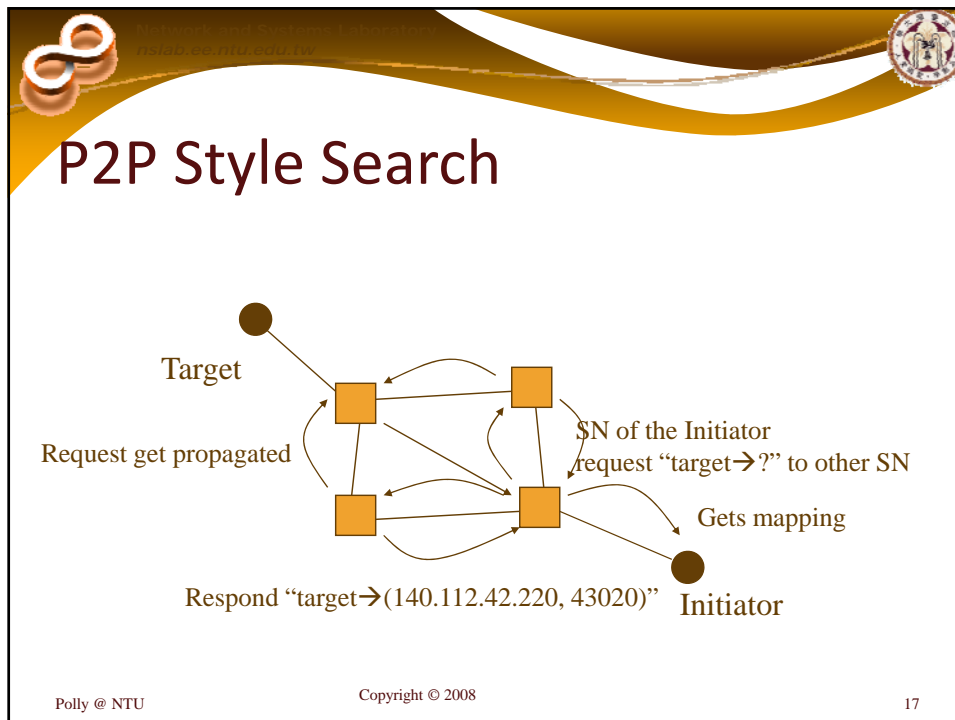 Networks and Systems Laboratory
nslab.ee.ntu.edu.tw
P2P Style Search
Target
Request get propagated
SN of the Initiator
request “target→?” to other SN
Gets mapping
Respond “target→(140.112.42.220, 43020)”
Initiator
Polly @ NTU
Copyright © 2008
17